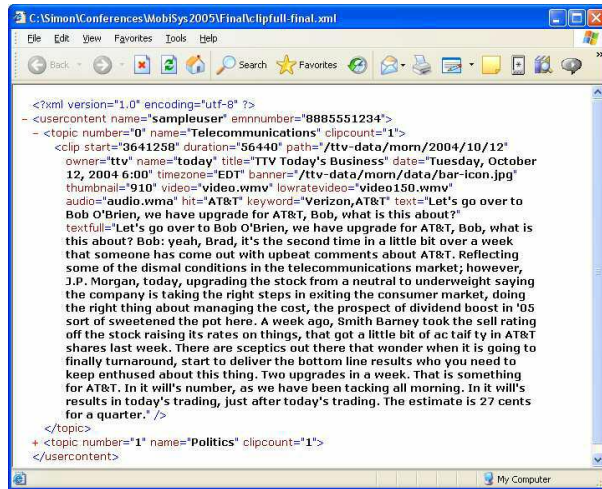 C:\Simon\Conferences\MobiSys2005\Final\clipfull-final.xml
File Edit View Favorites Tools Help
Back Search Favorites
<?xml version="1.0" encoding="utf-8" ?>
- <usercontent name="sampleuser" emnnumber="8885551234">
- <topic number="0" name="Telecommunications" clipcount="1">
<clip start="3641258" duration="56440" path="/ttv-data/morn/2004/10/12"
owner="ttv" name="today" title="TTV Today's Business" date="Tuesday, October
12, 2004 6:00" timezone="EDT" banner="/ttv-data/morn/data/bar-icon.jpg"
thumbnail="910" video="video.wmv" lowratevideo="video150.wmv"
audio="audio.wma" hit="AT&T" keyword="Verizon,AT&T" text="Let's go over to
Bob O'Brien, we have upgrade for AT&T, Bob, what is this about?"
textfull="Let's go over to Bob O'Brien, we have upgrade for AT&T, Bob, what is
this about? Bob: yeah, Brad, it's the second time in a little bit over a week
that someone has come out with upbeat comments about AT&T. Reflecting
some of the dismal conditions in the telecommunications market; however,
J.P. Morgan, today, upgrading the stock from a neutral to underweight saying
the company is taking the right steps in exiting the consumer market, doing
the right thing about managing the cost, the prospect of dividend boost in '05
sort of sweetened the pot here. A week ago, Smith Barney took the sell rating
off the stock raising its rates on things, that got a little bit of ac taif ty in AT&T
shares last week. There are sceptics out there that wonder when it is going to
finally turnaround, start to deliver the bottom line results who you need to
keep enthused about this thing. Two upgrades in a week. That is something
for AT&T. In it will's number, as we have been tacking all morning. In it will's
results in today's trading, just after today's trading. The estimate is 27 cents
for a quarter." />
</topic>
+ <topic number="1" name="Politics" clipcount="1">
</usercontent>
My Computer